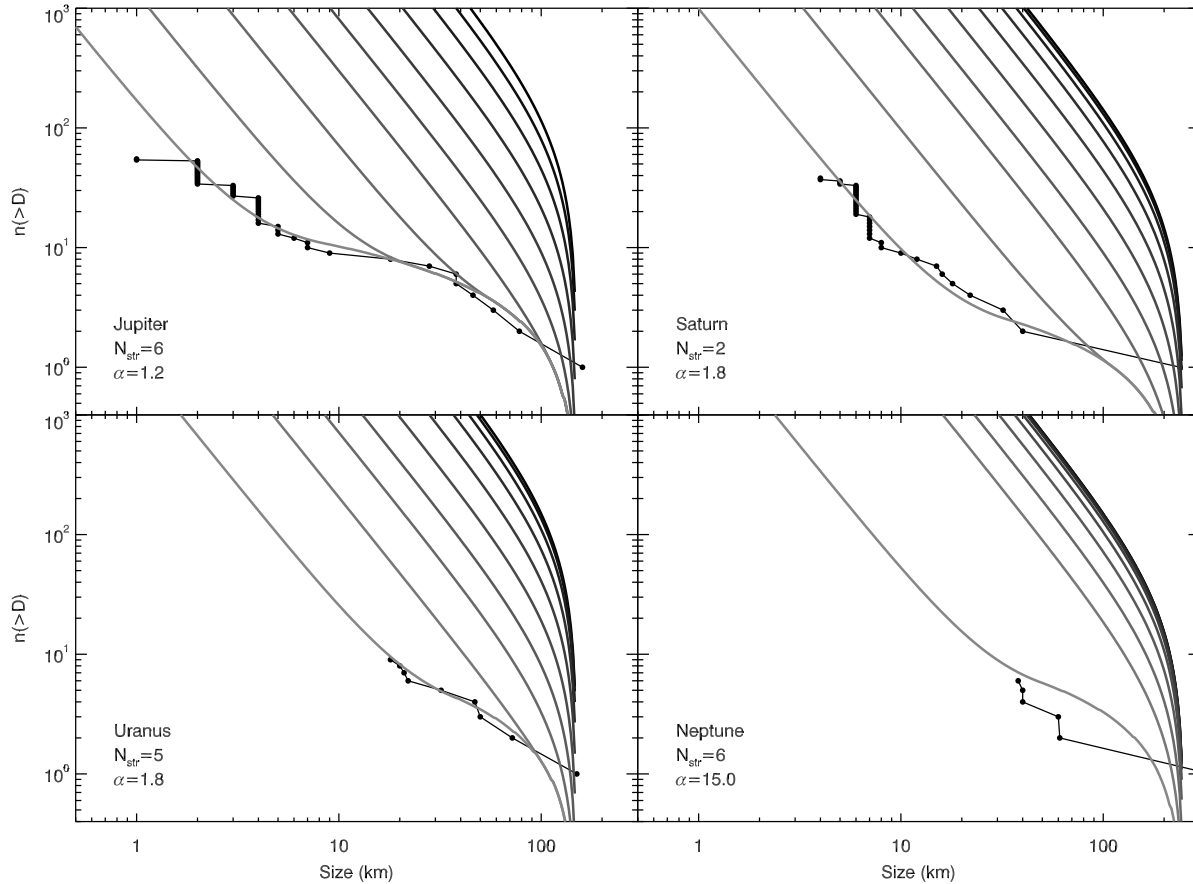 10³
10²
10¹
10⁰
n(>D)
Jupiter
N_str=6
α=1.2
Saturn
N_str=2
α=1.8
10³
10²
10¹
10⁰
n(>D)
Uranus
N_str=5
α=1.8
Neptune
N_str=6
α=15.0
1 10 100
1 10 100
Size (km)
Size (km)